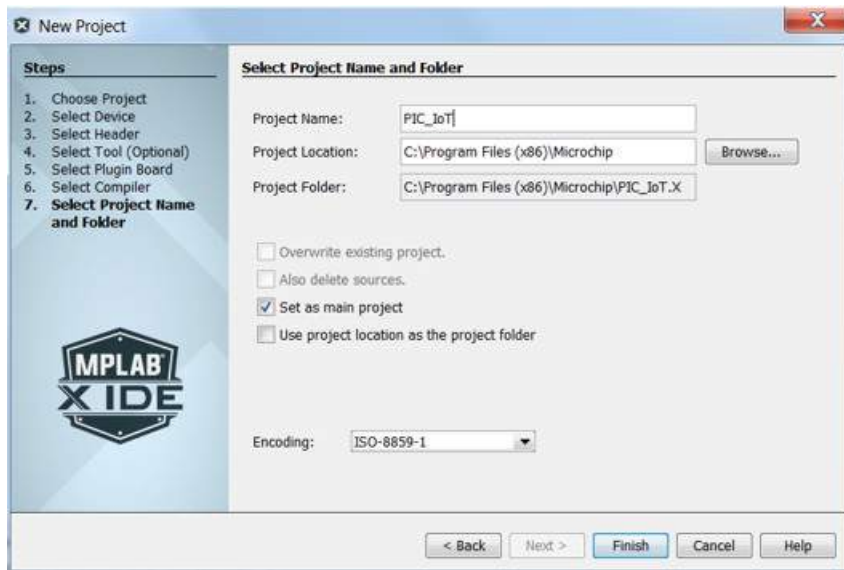 New Project
Steps
1. Choose Project
2. Select Device
3. Select Header
4. Select Tool (Optional)
5. Select Plugin Board
6. Select Compiler
7. Select Project Name
and Folder
MPLAB
X IDE
Select Project Name and Folder
Project Name: PIC_IoT
Project Location: C:\Program Files (x86)\Microchip Browse...
Project Folder: C:\Program Files (x86)\Microchip\PIC_IoT.X
Overwrite existing project.
Also delete sources.
Set as main project
Use project location as the project folder
Encoding: ISO-8859-1
< Back Next > Finish Cancel Help